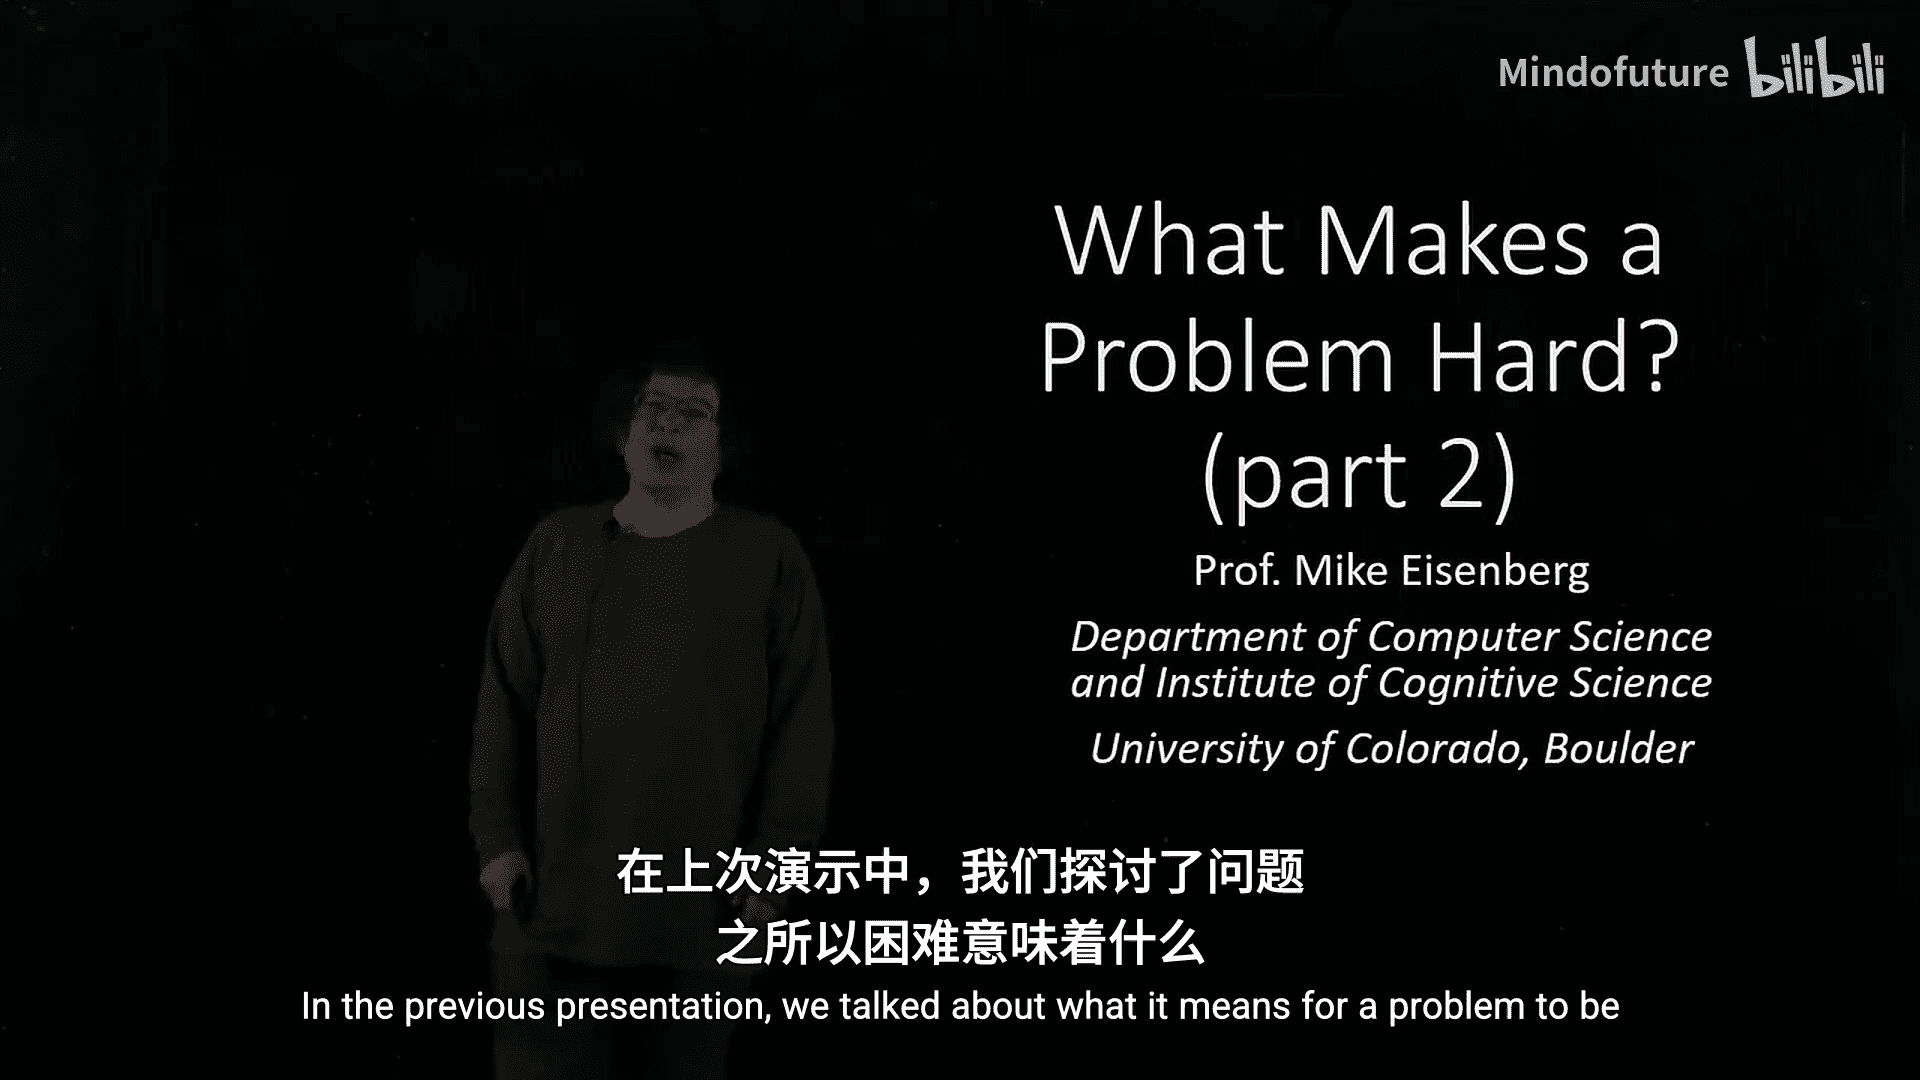 Mindofuture bilibili
What Makes a
Problem Hard?
(part 2)
Prof. Mike Eisenberg
Department of Computer Science
and Institute of Cognitive Science
University of Colorado, Boulder
在上次演示中，我们探讨了问题
之所以困难意味着什么
In the previous presentation, we talked about what it means for a problem to be